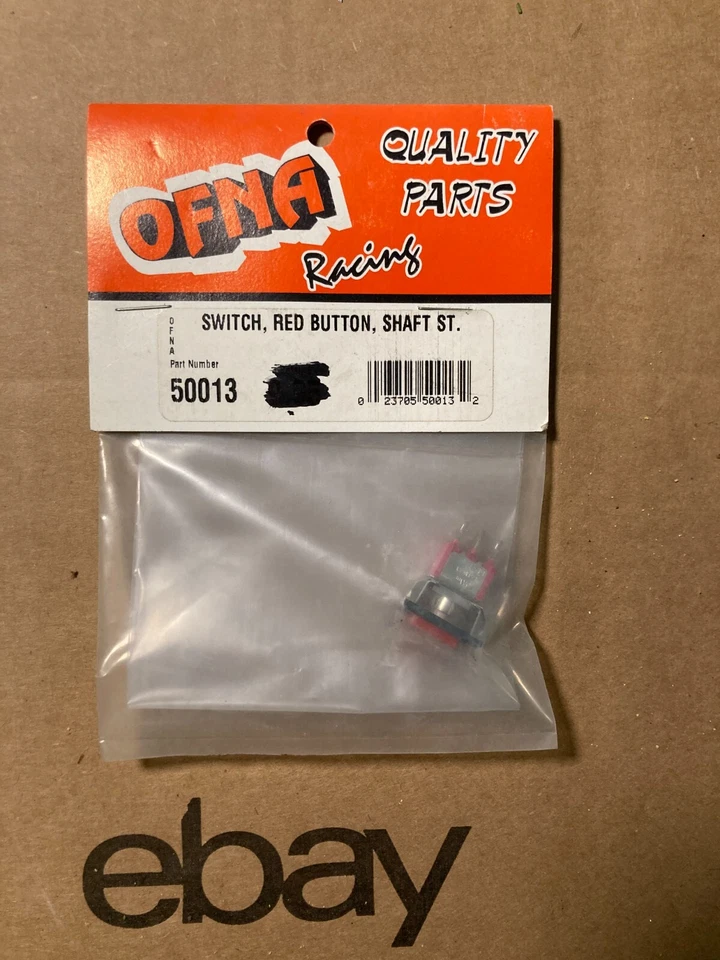 OFNA
Racing
QUALITY
PARTS
OFNA
SWITCH, RED BUTTON, SHAFT ST.
Part Number
50013
0 23705 50013 2
ebay